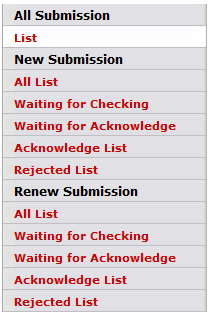 All Submission
List
New Submission
All List
Waiting for Checking
Waiting for Acknowledge
Acknowledge List
Rejected List
Renew Submission
All List
Waiting for Checking
Waiting for Acknowledge
Acknowledge List
Rejected List